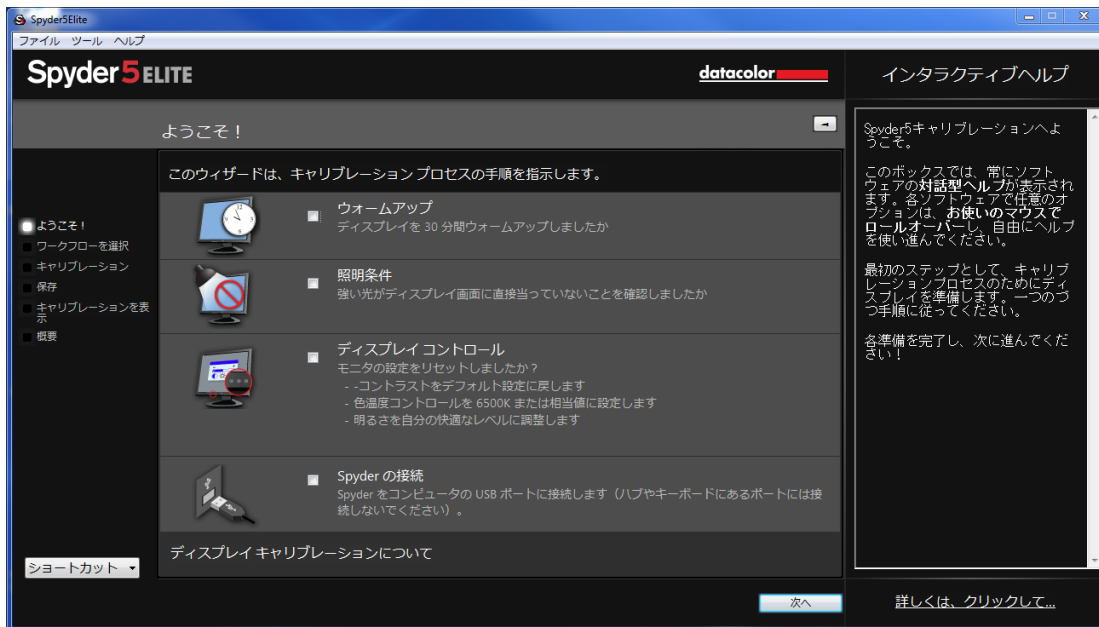 Spyder5Elite
ファイル ツール ヘルプ
Spyder5ELITE
datacolor
インタラクティブヘルプ
ようこそ！
このウィザードは、キャリブレーション プロセスの手順を指示します。
ようこそ！
ワークフローを選択
キャリブレーション
保存
キャリブレーションを表
示
概要
ウォームアップ
ディスプレイを 30 分間ウォームアップしましたか
照明条件
強い光がディスプレイ画面に直接当っていないことを確認しましたか
ディスプレイ コントロール
モニタの設定をリセットしましたか？
- -コントラストをデフォルト設定に戻します
- 色温度コントロールを 6500K または相当値に設定します
- 明るさを自分の快適なレベルに調整します
Spyder の接続
Spyder をコンピュータの USB ポートに接続します（ハブやキーボードにあるポートには接
続しないでください）。
ディスプレイ キャリブレーションについて
ショートカット
次へ
Spyder5キャリブレーションへよ
うこそ。
このボックスでは、常にソフト
ウェアの対話型ヘルプが表示され
ます。各ソフトウェアで任意のオ
プションは、お使いのマウスで
ロールオーバーし、自由にヘルプ
を使い進んでください。
最初のステップとして、キャリブ
レーションプロセスのためにディ
スプレイを準備します。一つのづ
つ手順に従ってください。
各準備を完了し、次に進んでくだ
さい！
詳しくは、クリックして...